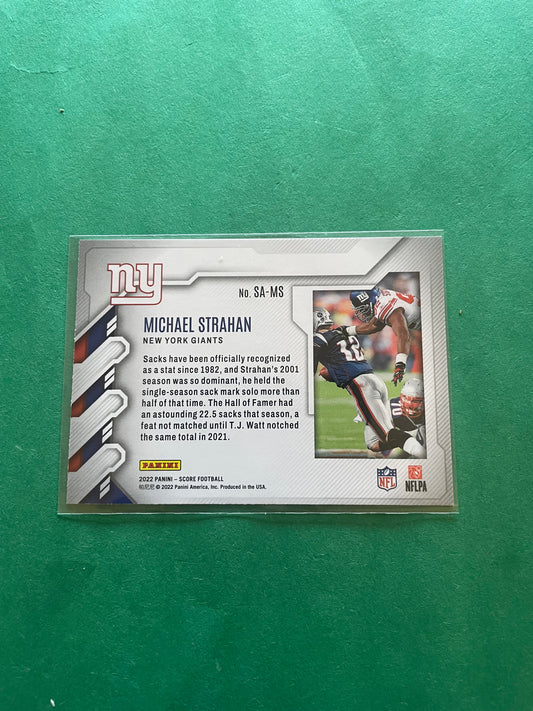 ny
No. SA-MS
MICHAEL STRAHAN
NEW YORK GIANTS
Sacks have been officially recognized
as a stat since 1982, and Strahan's 2001
season was so dominant, he held the
single-season sack mark solo more than
half of that time. The Hall of Famer had
an astounding 22.5 sacks that season, a
feat not matched until T.J. Watt notched
the same total in 2021.
PANINI
2022 PANINI – SCORE FOOTBALL
帕尼尼 © 2022 Panini America, Inc. Produced in the USA.
12
NFL
NFLPA